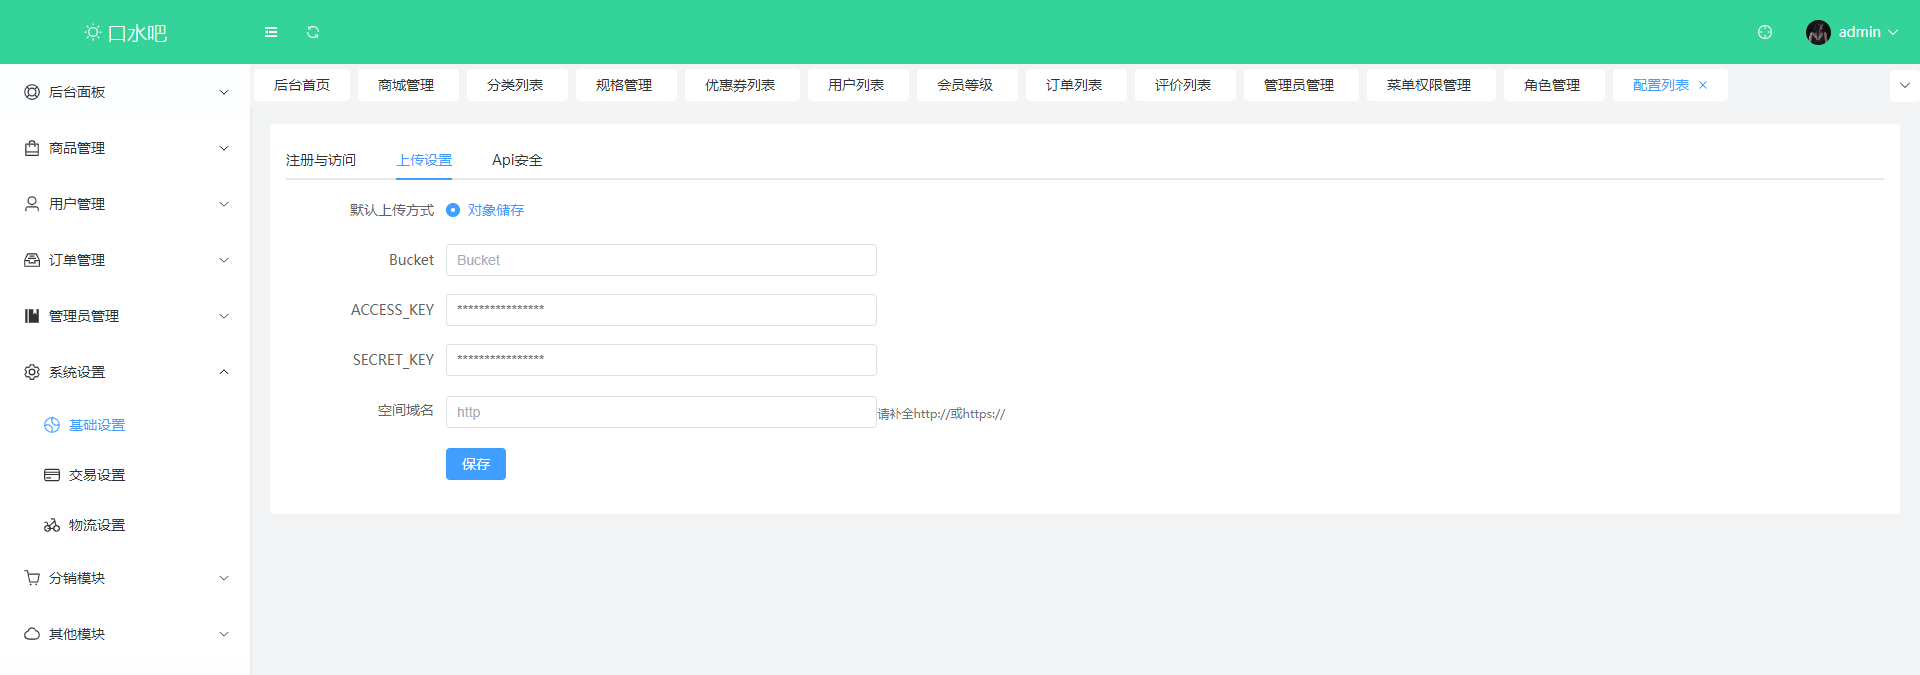 口水吧
admin
后台面板
商品管理
用户管理
订单管理
管理员管理
系统设置
基础设置
交易设置
物流设置
分销模块
其他模块
后台首页 商城管理 分类列表 规格管理 优惠券列表 用户列表 会员等级 订单列表 评价列表 管理员管理 菜单权限管理 角色管理 配置列表
注册与访问 上传设置 Api安全
默认上传方式 对象储存
Bucket Bucket
ACCESS_KEY ****************
SECRET_KEY ****************
空间域名 http 请补全http://或https://
保存